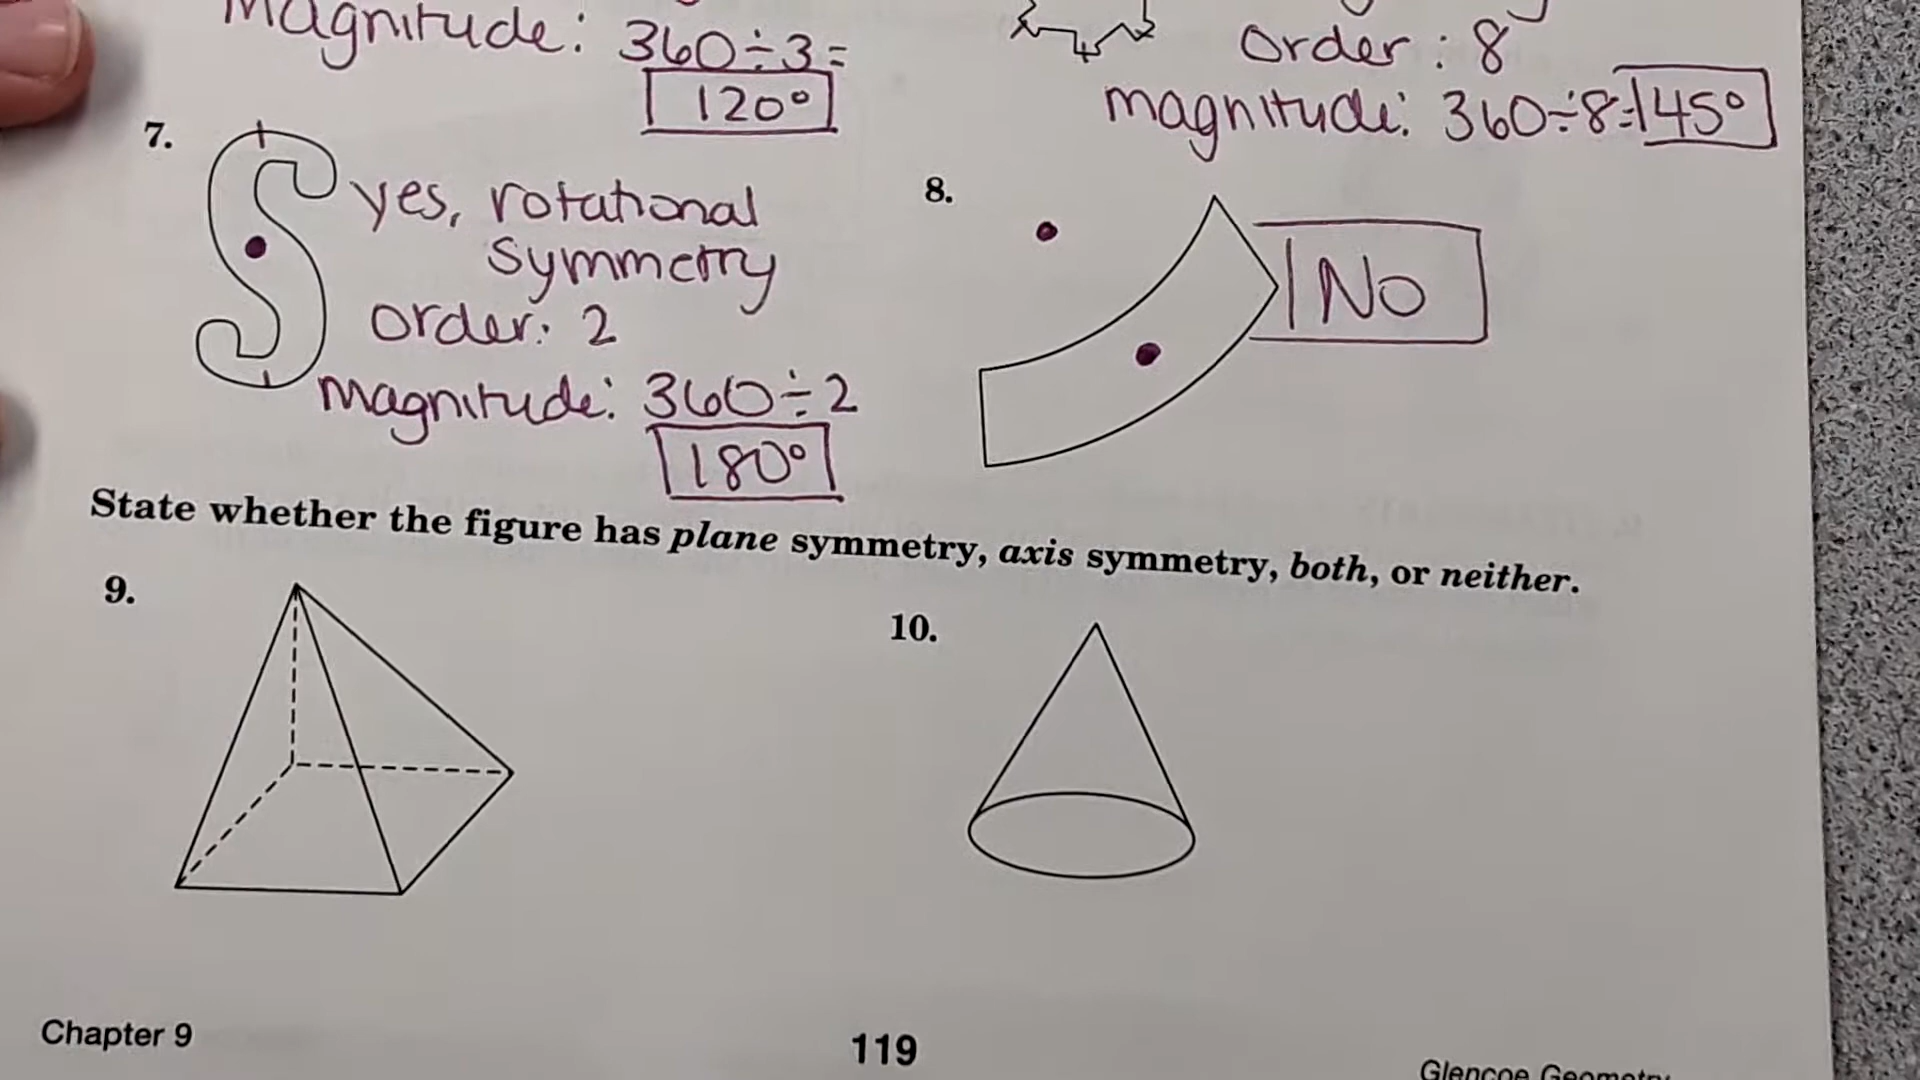 Magnitude: 360÷3=
120°
order: 8
magnitude: 360÷8=45°
7.
yes, rotational
symmetry
order: 2
magnitude: 360÷2
180°
8.
No
State whether the figure has plane symmetry, axis symmetry, both, or neither.
9.
10.
Chapter 9
119
Glencoe Geometry